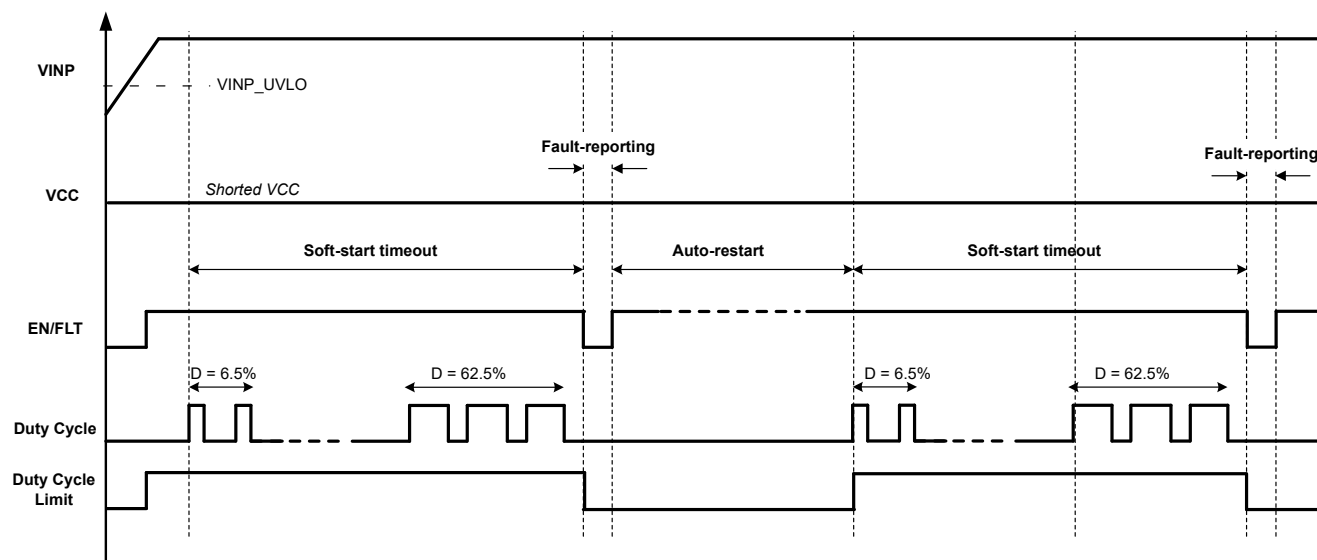 VINP
VINP_UVLO
Fault-reporting
Fault-reporting
VCC
Shorted VCC
Soft-start timeout
Auto-restart
Soft-start timeout
EN/FLT
D = 6.5%
D = 62.5%
D = 6.5%
D = 62.5%
Duty Cycle
Duty Cycle
Limit